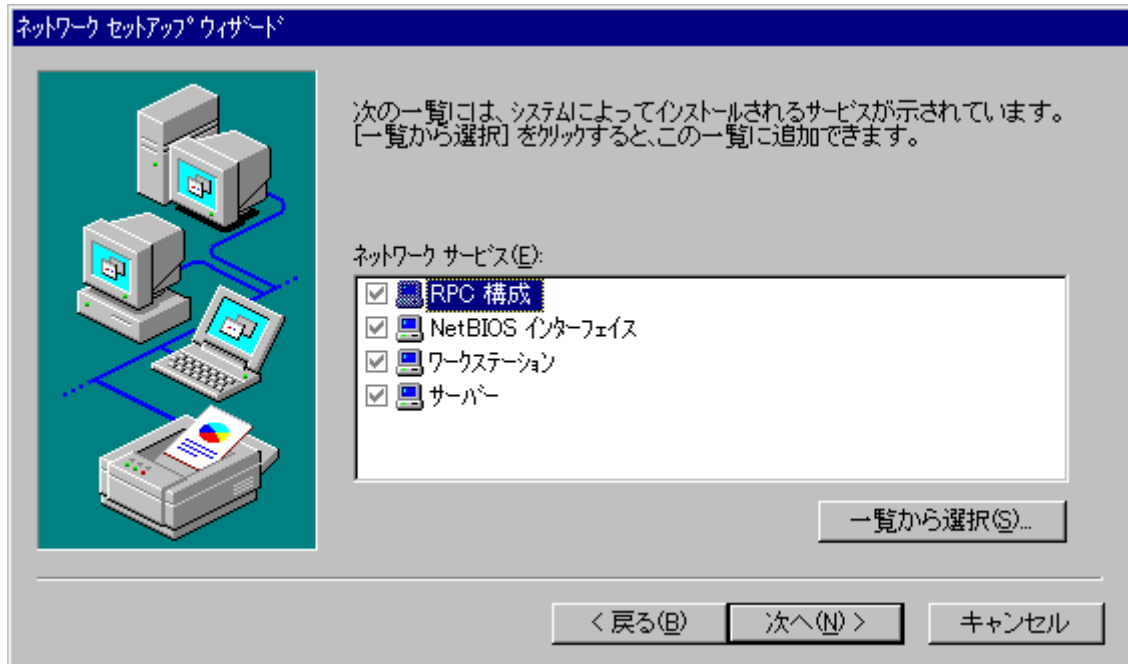 ネットワーク セットアップ ウィザード
次の一覧には、システムによってインストールされるサービスが示されています。
[一覧から選択] をクリックすると、この一覧に追加できます。
ネットワーク サービス(E):
RPC 構成
NetBIOS インターフェイス
ワークステーション
サーバー
一覧から選択(S)...
< 戻る(B)
次へ(N) >
キャンセル